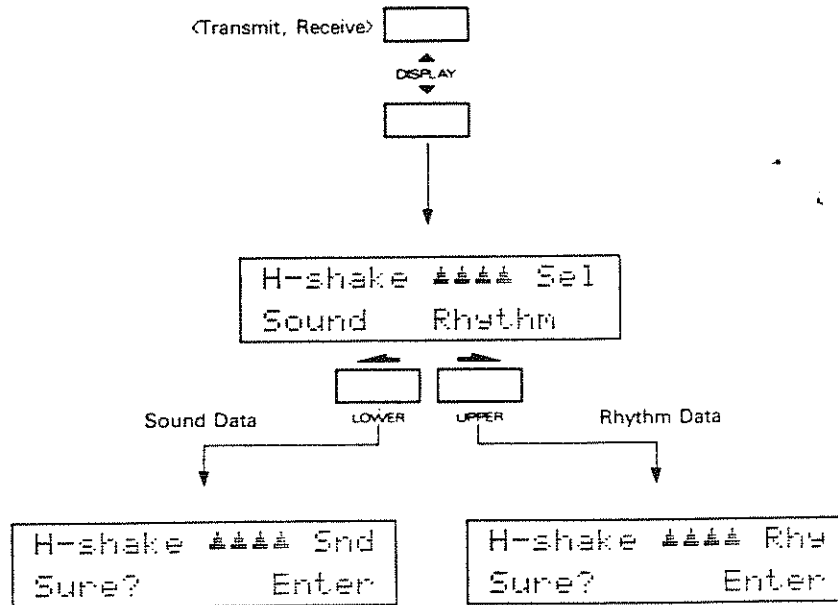 <Transmit, Receive>
DISPLAY
H-shake Sel
Sound Rhythm
LOWER UPPER
Sound Data Rhythm Data
H-shake Snd
Sure? Enter
H-shake Rhy
Sure? Enter